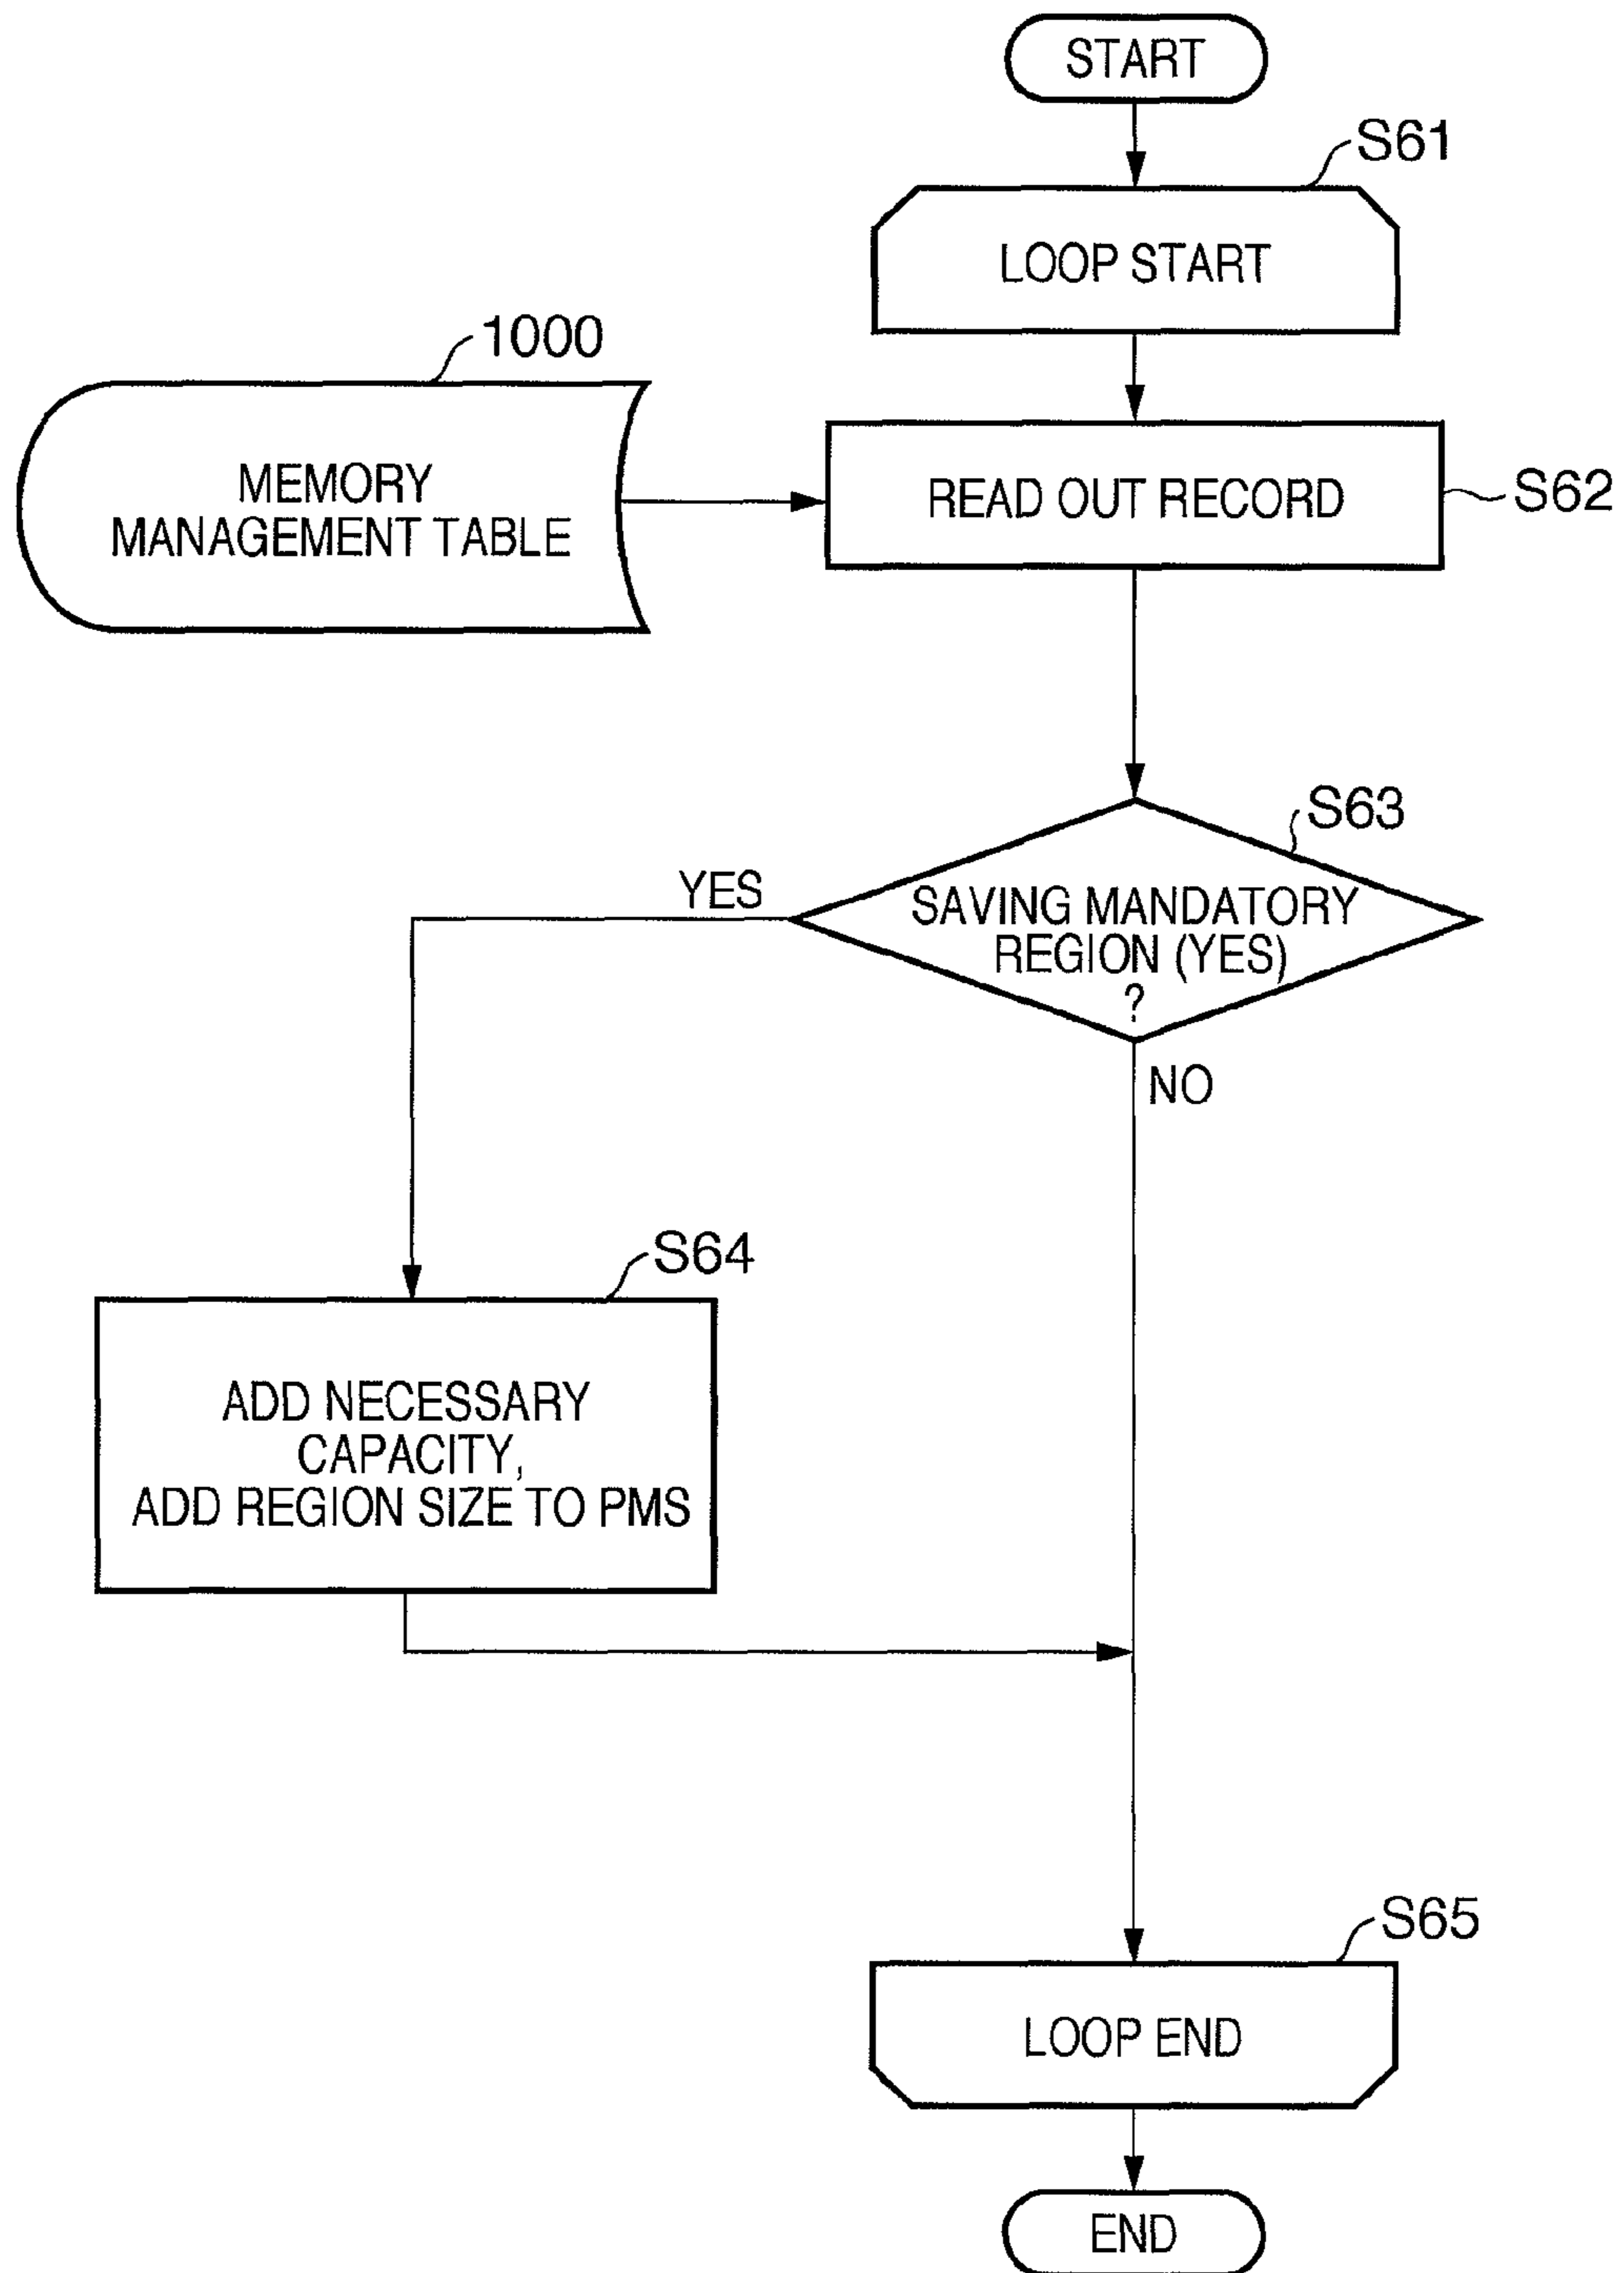 START
S61
LOOP START
1000
MEMORY
MANAGEMENT TABLE
READ OUT RECORD
S62
S63
YES
SAVING MANDATORY
REGION (YES)
?
NO
S64
ADD NECESSARY
CAPACITY,
ADD REGION SIZE TO PMS
S65
LOOP END
END